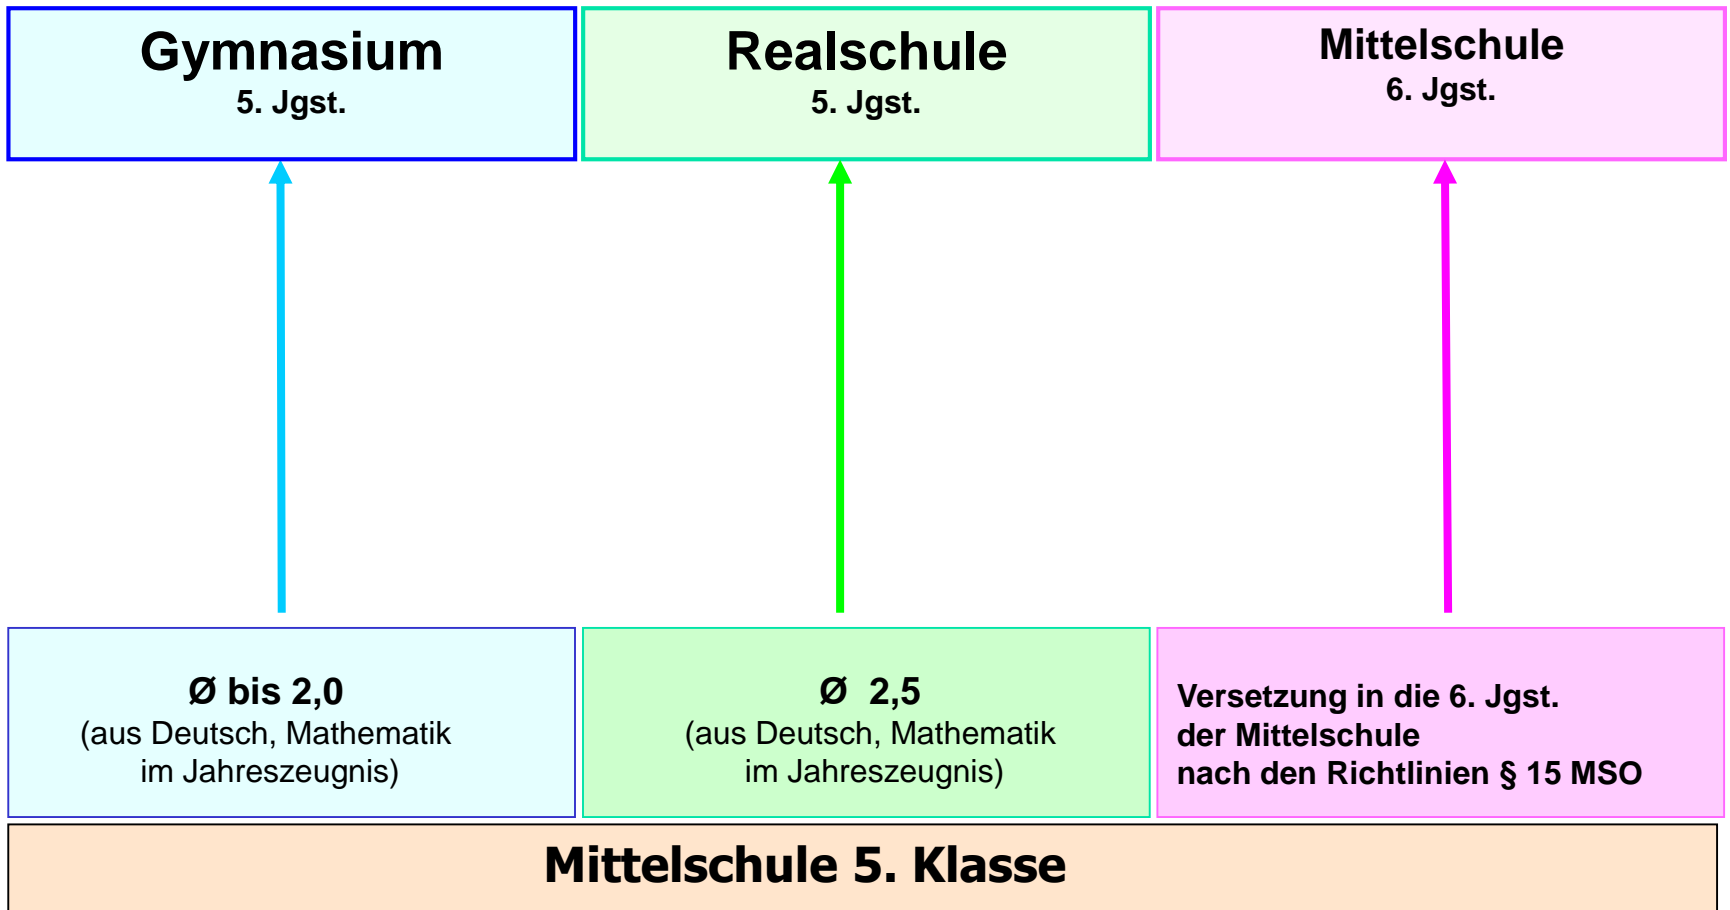 Gymnasium
5. Jgst.
Realschule
5. Jgst.
Mittelschule
6. Jgst.
Ø bis 2,0
(aus Deutsch, Mathematik
im Jahreszeugnis)
Ø 2,5
(aus Deutsch, Mathematik
im Jahreszeugnis)
Versetzung in die 6. Jgst.
der Mittelschule
nach den Richtlinien § 15 MSO
Mittelschule 5. Klasse